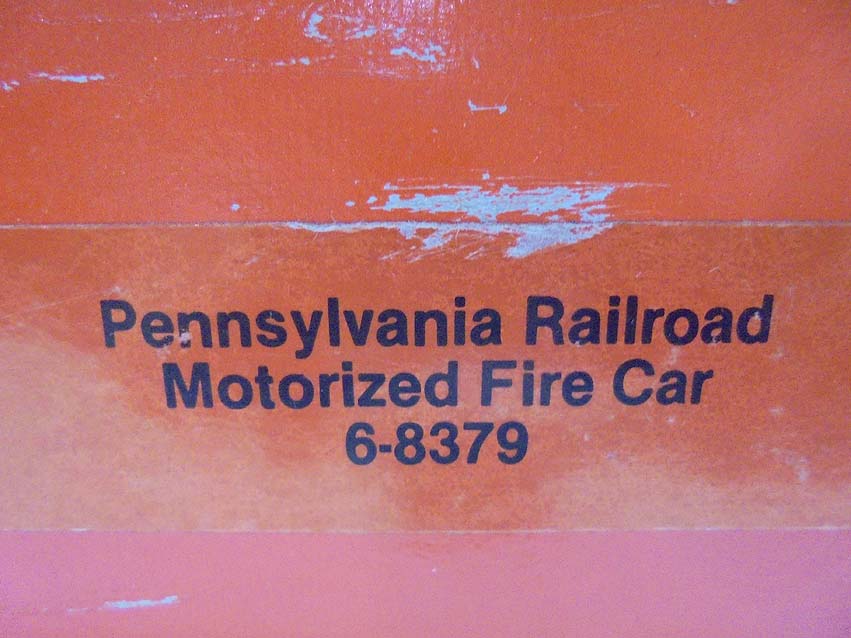 Pennsylvania Railroad
Motorized Fire Car
6-8379